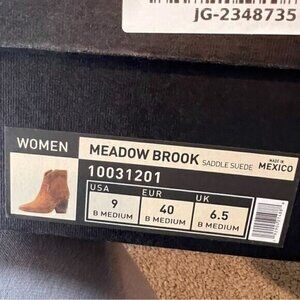 JG-2348735
WOMEN
MEADOW BROOK SADDLE SUEDE MADE IN MEXICO
10031201
USA EUR UK
9 40 6.5
B MEDIUM B MEDIUM B MEDIUM